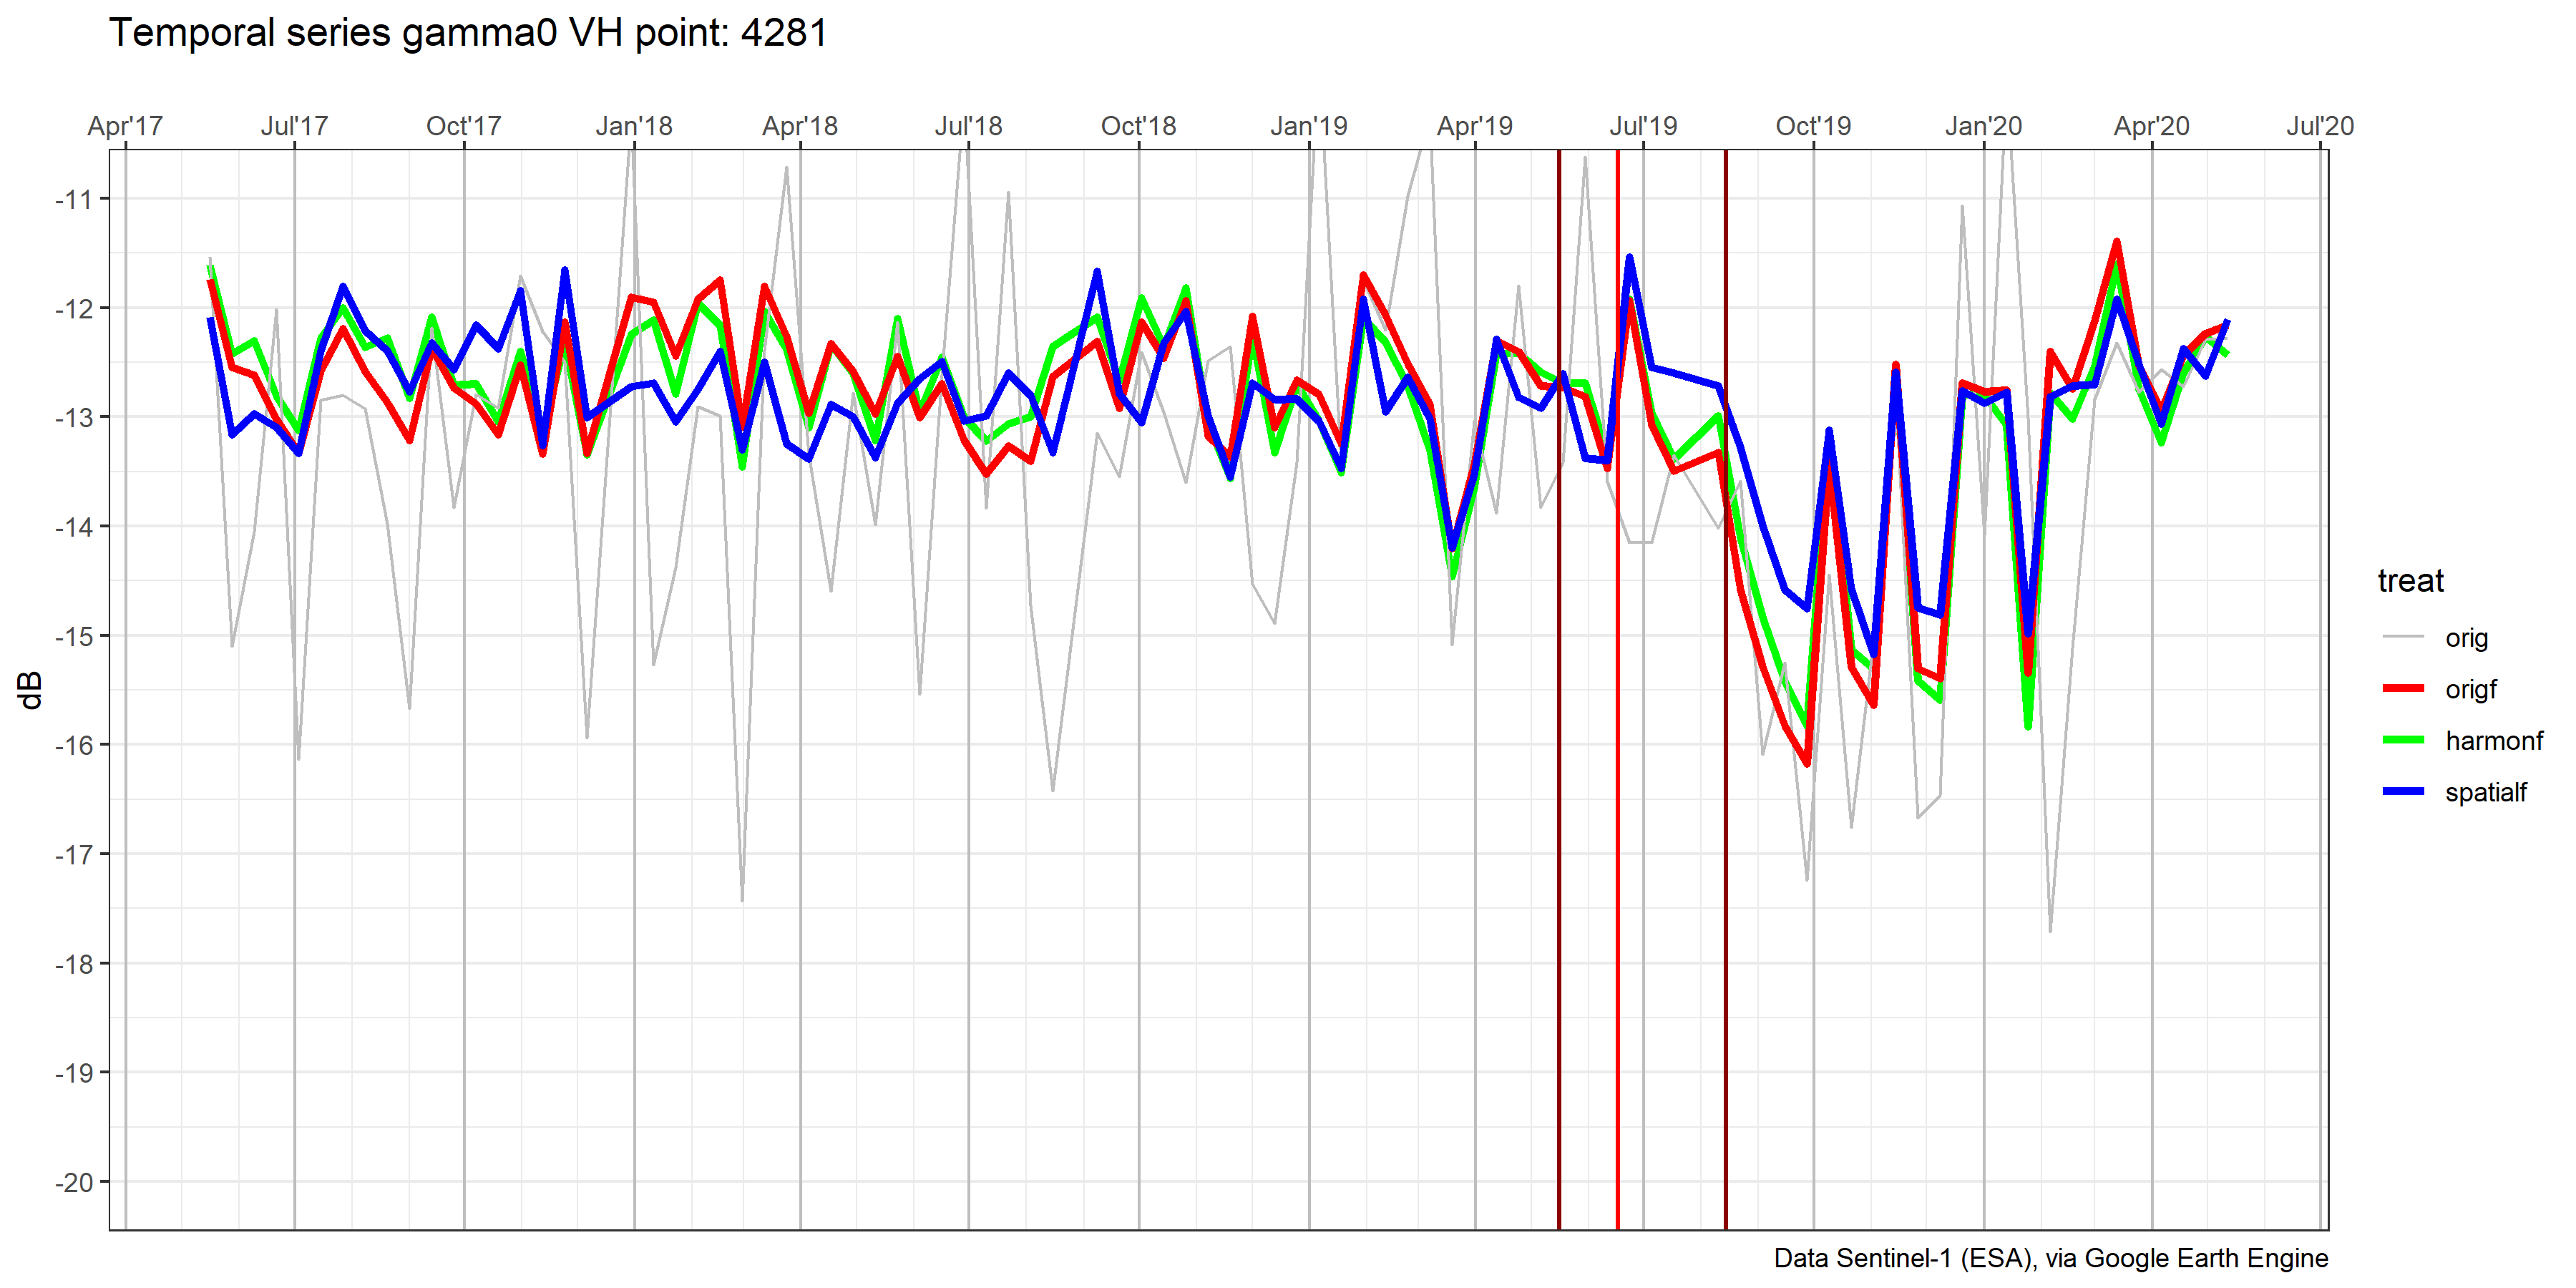 Temporal series gamma0 VH point: 4281
Apr'17 Jul'17 Oct'17 Jan'18 Apr'18 Jul'18 Oct'18 Jan'19 Apr'19 Jul'19 Oct'19 Jan'20 Apr'20 Jul'20
-11
-12
-13
-14
-15
-16
-17
-18
-19
-20
dB
treat
orig
origf
harmonf
spatialf
Data Sentinel-1 (ESA), via Google Earth Engine